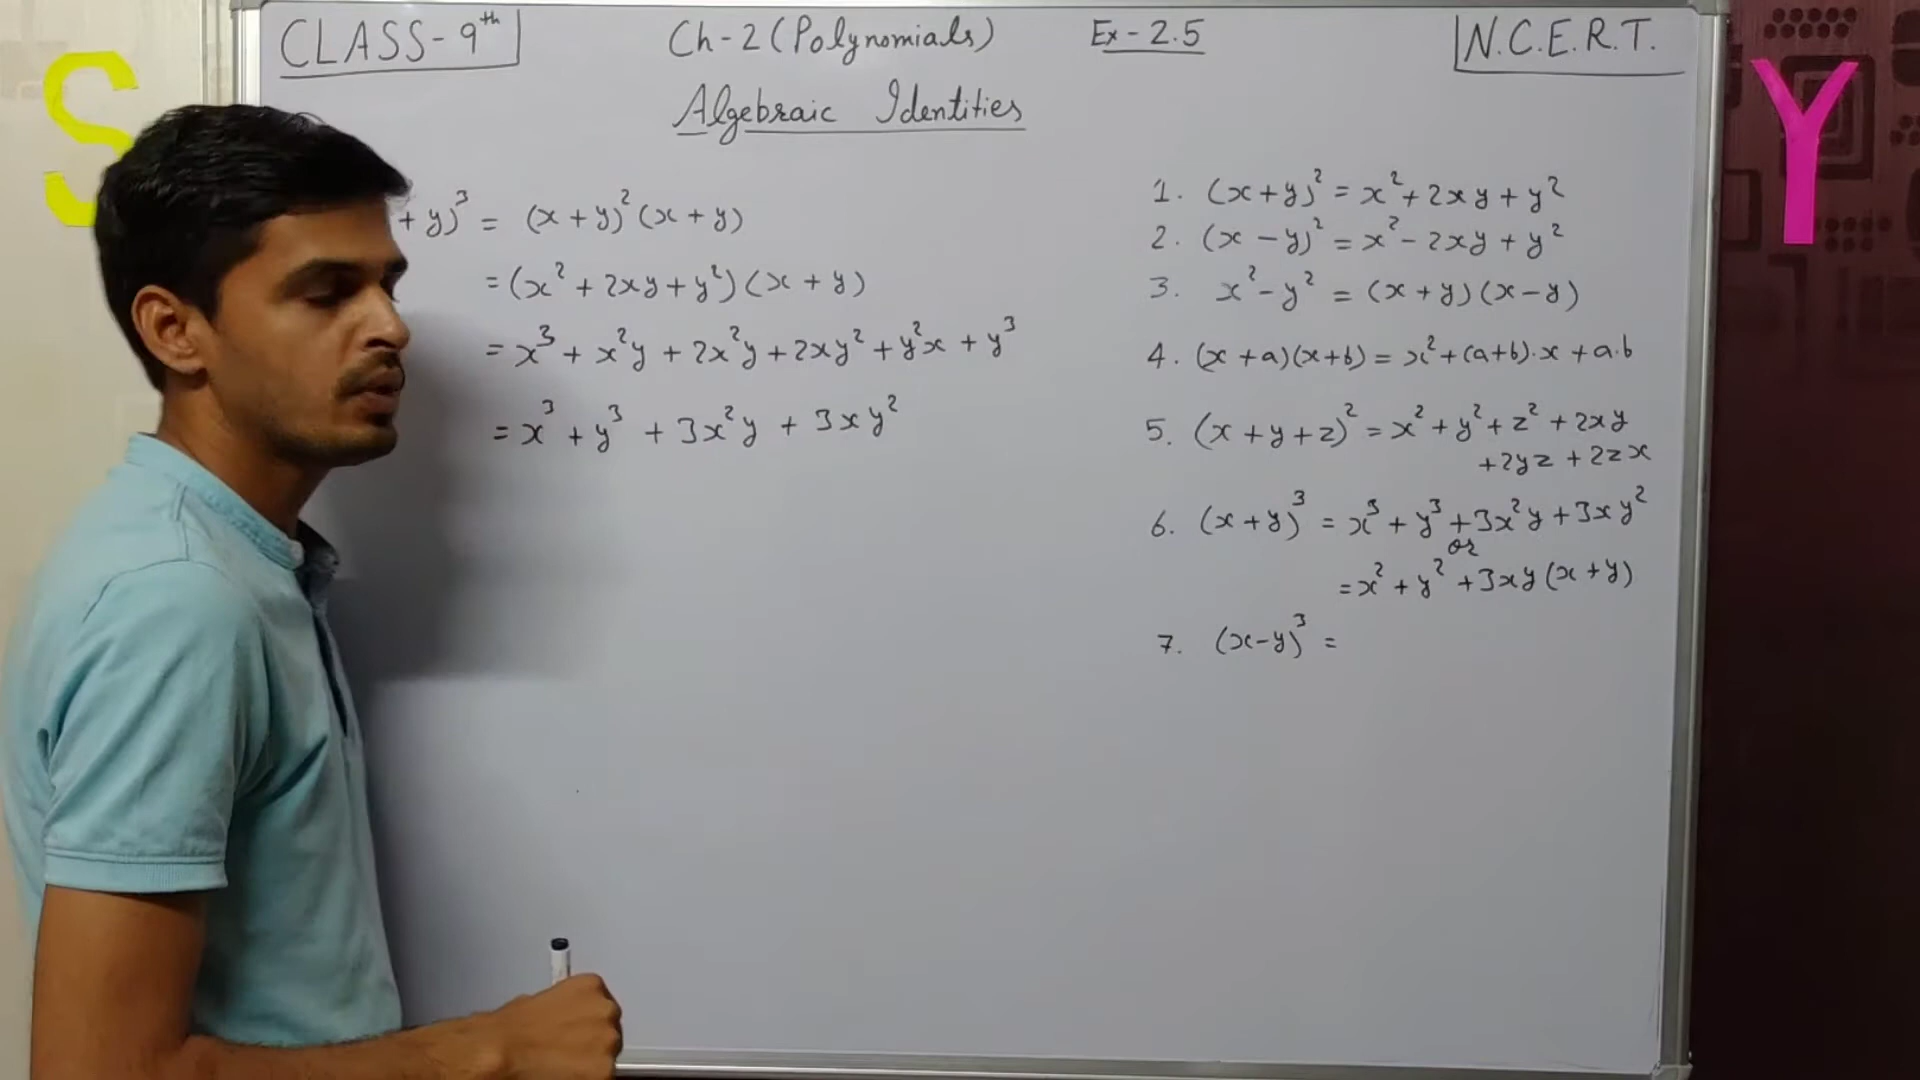 CLASS-9th
Ch-2 (Polynomials)
Ex-2.5
N.C.E.R.T.
Algebraic Identities
S
Y
+ y)³ = (x + y)² (x + y)
= (x² + 2xy + y²) (x + y)
= x³ + x²y + 2x²y + 2xy² + y²x + y³
= x³ + y³ + 3x²y + 3xy²
1. (x+y)² = x² + 2xy + y²
2. (x - y)² = x² - 2xy + y²
3. x² - y² = (x + y) (x - y)
4. (x + a)(x + b) = x² + (a+b).x + a.b
5. (x + y + z)² = x² + y² + z² + 2xy
+ 2yz + 2zx
6. (x + y)³ = x³ + y³ + 3x²y + 3xy²
or
= x² + y² + 3xy (x + y)
7. (x - y)³ =